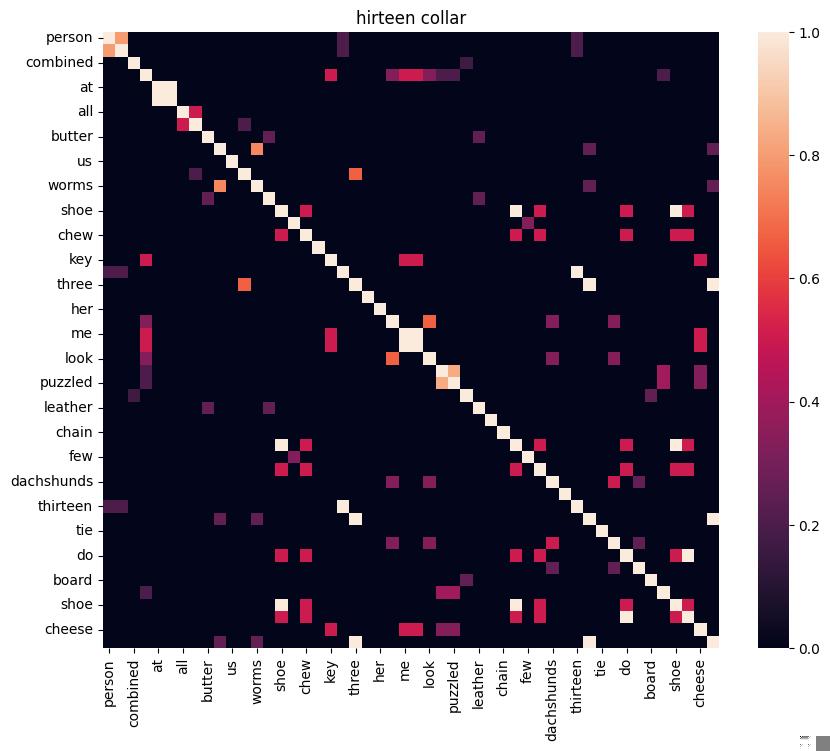 hirteen collar
person
combined
at
all
butter
us
worms
shoe
chew
key
three
her
me
look
puzzled
leather
chain
few
dachshunds
thirteen
tie
do
board
shoe
cheese
1.0
0.8
0.6
0.4
0.2
0.0
person
combined
at
all
butter
us
worms
shoe
chew
key
three
her
me
look
puzzled
leather
chain
few
dachshunds
thirteen
tie
do
board
shoe
cheese